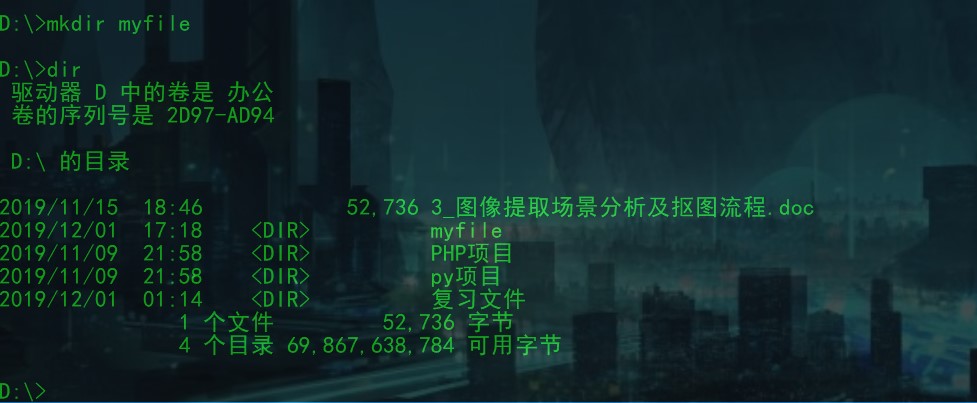 D:\>mkdir myfile
D:\>dir
驱动器 D 中的卷是 办公
卷的序列号是 2D97-AD94
D:\ 的目录
2019/11/15  18:46            52,736 3_图像提取场景分析及抠图流程.doc
2019/12/01  17:18    <DIR>          myfile
2019/11/09  21:58    <DIR>          PHP项目
2019/11/09  21:58    <DIR>          py项目
2019/12/01  01:14    <DIR>          复习文件
1 个文件         52,736 字节
4 个目录 69,867,638,784 可用字节
D:\>